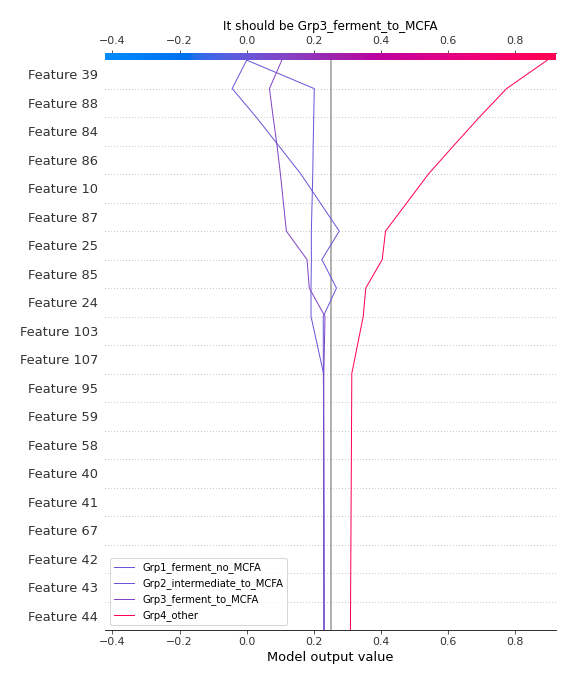 It should be Grp3_ferment_to_MCFA
−0.4 −0.2 0.0 0.2 0.4 0.6 0.8
Feature 39
Feature 88
Feature 84
Feature 86
Feature 10
Feature 87
Feature 25
Feature 85
Feature 24
Feature 103
Feature 107
Feature 95
Feature 59
Feature 58
Feature 40
Feature 41
Feature 67
Feature 42
Feature 43
Feature 44
Grp1_ferment_no_MCFA
Grp2_intermediate_to_MCFA
Grp3_ferment_to_MCFA
Grp4_other
−0.4 −0.2 0.0 0.2 0.4 0.6 0.8
Model output value